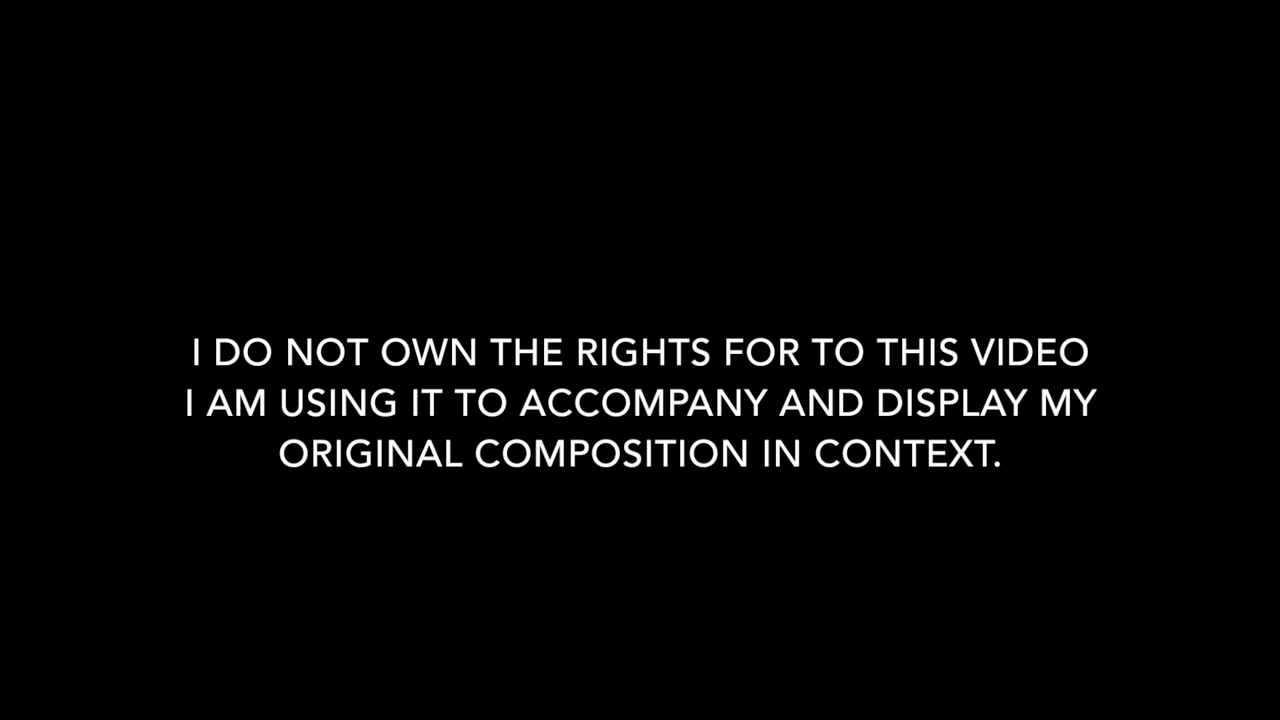 I DO NOT OWN THE RIGHTS FOR TO THIS VIDEO
I AM USING IT TO ACCOMPANY AND DISPLAY MY
ORIGINAL COMPOSITION IN CONTEXT.